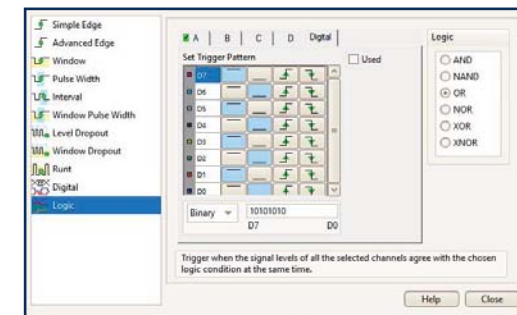 Simple Edge
Advanced Edge
Window
Pulse Width
Interval
Window Pulse Width
Level Dropout
Window Dropout
Runt
Digital
Logic
A B C D Digital
Set Trigger Pattern
Used
D7
D6
D5
D4
D3
D2
D1
D0
Binary 10101010
D7 D0
Logic
AND
NAND
OR
NOR
XOR
XNOR
Trigger when the signal levels of all the selected channels agree with the chosen
logic condition at the same time.
Help Close